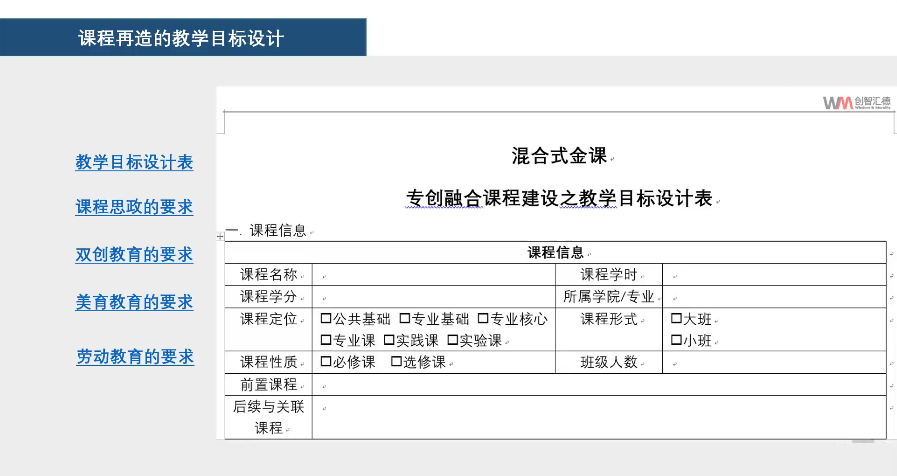 课程再造的教学目标设计
WM 创智汇德
教学目标设计表
课程思政的要求
双创教育的要求
美育教育的要求
劳动教育的要求
混合式金课
专创融合课程建设之教学目标设计表
一. 课程信息
课程信息
课程名称 课程学时
课程学分 所属学院/专业
课程定位 □公共基础 □专业基础 □专业核心 课程形式 □大班
□专业课 □实践课 □实验课 □小班
课程性质 □必修课 □选修课 班级人数
前置课程
后续与关联
课程